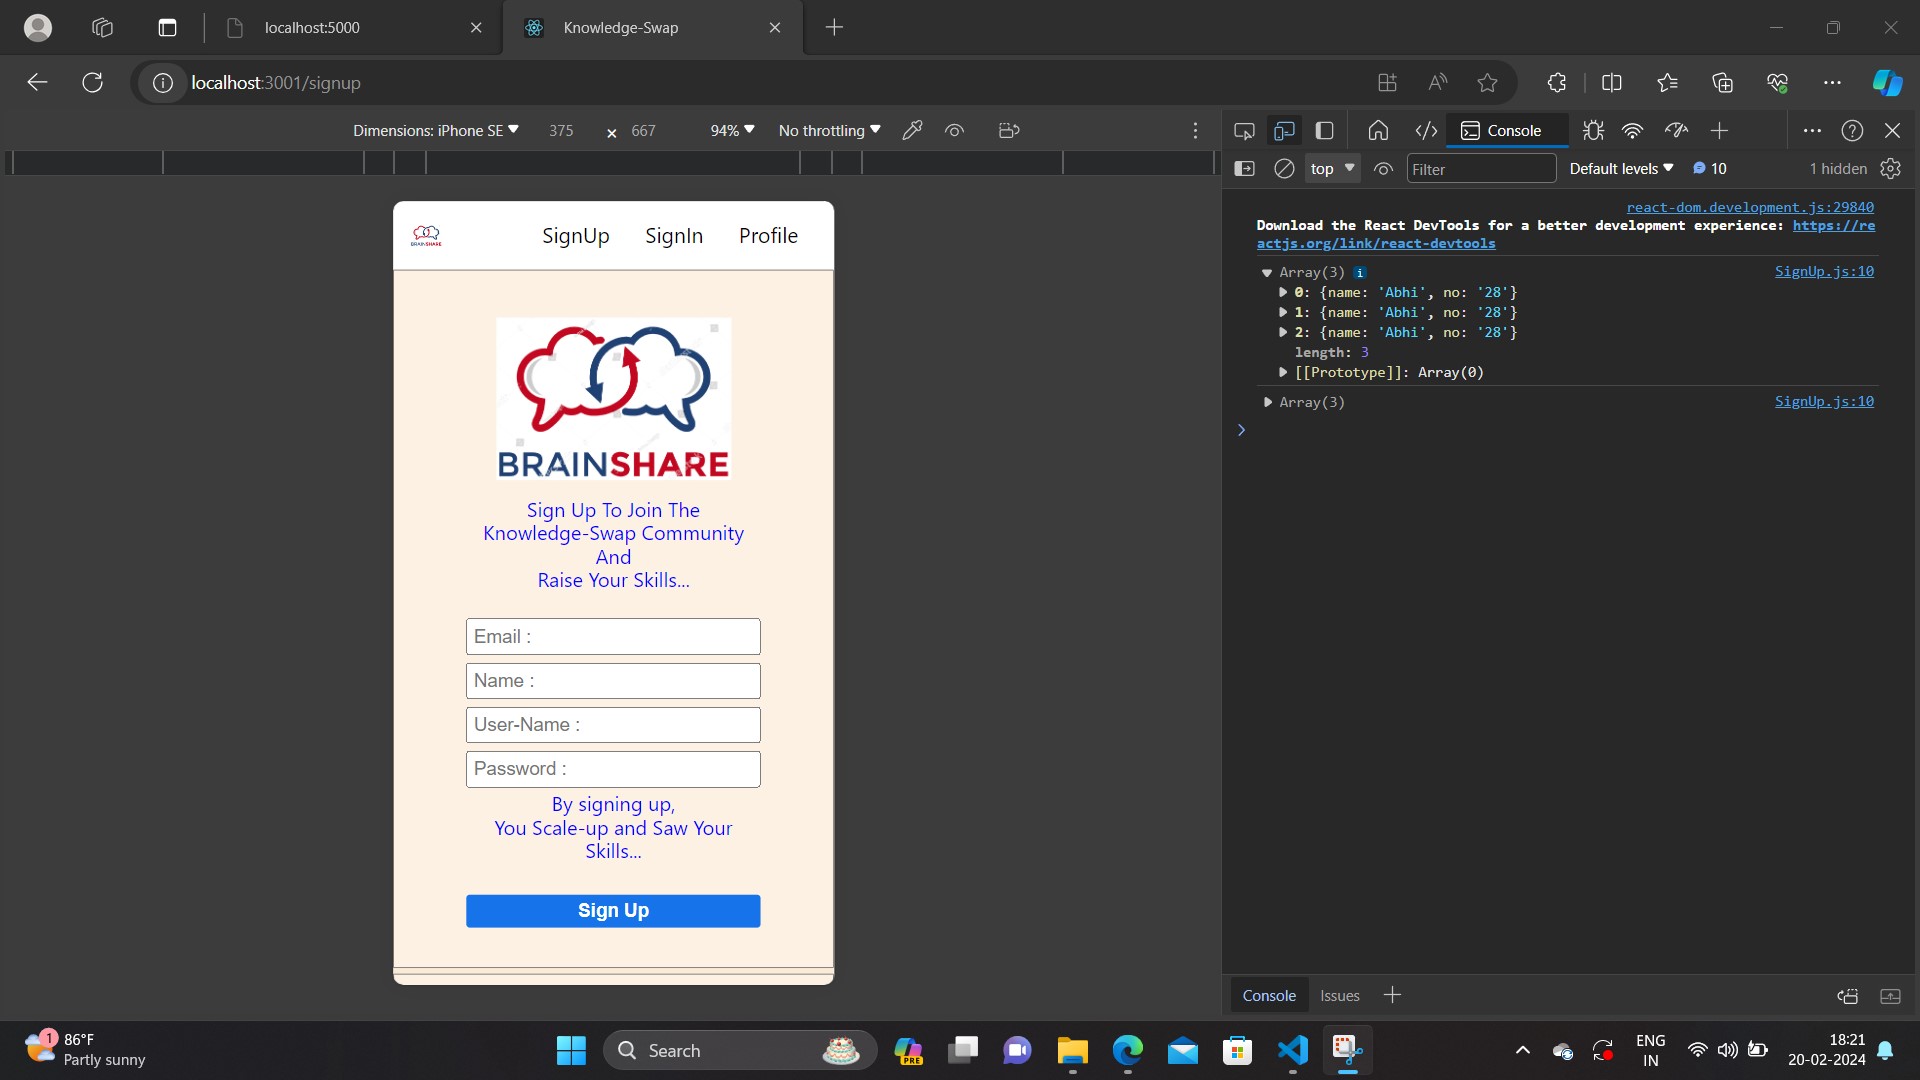 localhost:5000
Knowledge-Swap
localhost:3001/signup
Dimensions: iPhone SE 375 × 667 94% No throttling
Console
top Filter Default levels 10 1 hidden
react-dom.development.js:29840
Download the React DevTools for a better development experience: https://re
actjs.org/link/react-devtools
Array(3) i SignUp.js:10
0: {name: 'Abhi', no: '28'}
1: {name: 'Abhi', no: '28'}
2: {name: 'Abhi', no: '28'}
length: 3
[[Prototype]]: Array(0)
Array(3) SignUp.js:10
BRAINSHARE SignUp SignIn Profile
BRAINSHARE
Sign Up To Join The
Knowledge-Swap Community
And
Raise Your Skills...
Email :
Name :
User-Name :
Password :
By signing up,
You Scale-up and Saw Your
Skills...
Sign Up
Console Issues
1 86°F
Partly sunny
Search
PRE
ENG
IN
18:21
20-02-2024